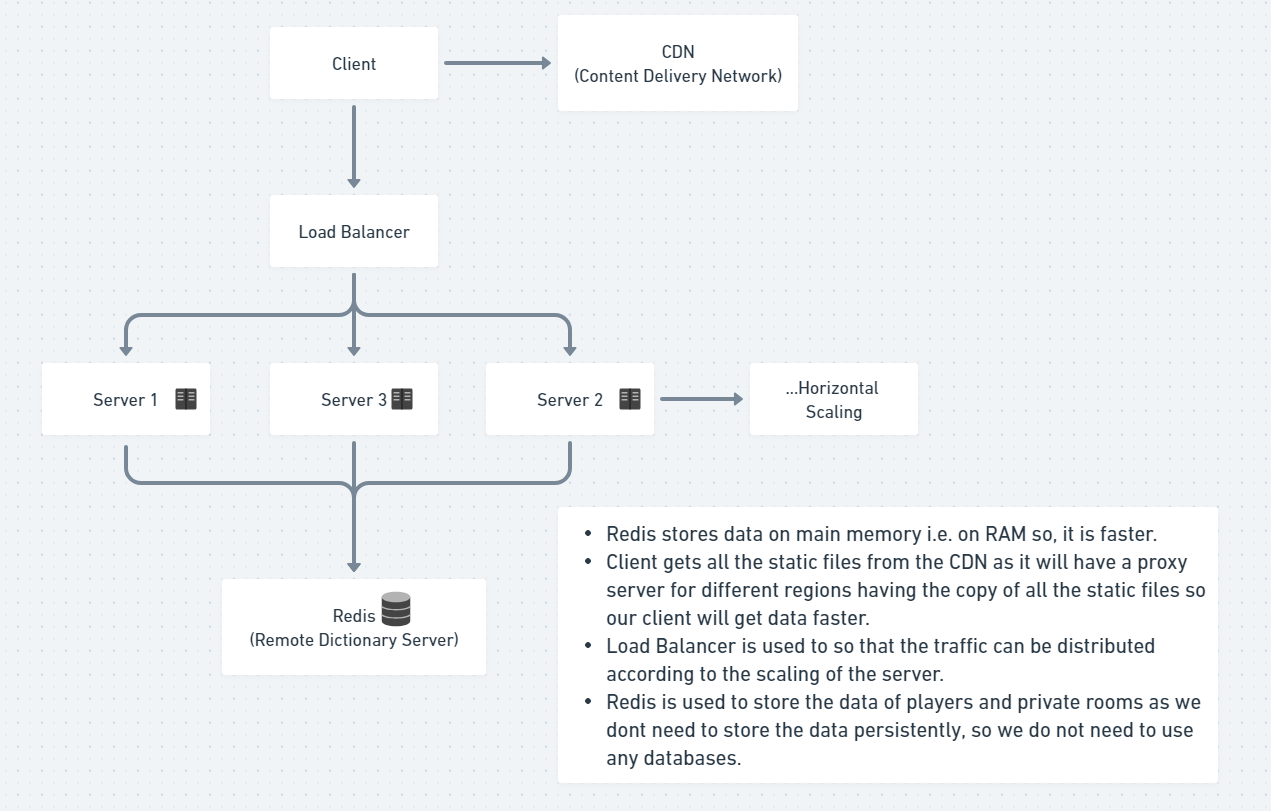 Client
CDN
(Content Delivery Network)
Load Balancer
Server 1
Server 3
Server 2
...Horizontal
Scaling
Redis
(Remote Dictionary Server)
• Redis stores data on main memory i.e. on RAM so, it is faster.
• Client gets all the static files from the CDN as it will have a proxy
server for different regions having the copy of all the static files so
our client will get data faster.
• Load Balancer is used to so that the traffic can be distributed
according to the scaling of the server.
• Redis is used to store the data of players and private rooms as we
dont need to store the data persistently, so we do not need to use
any databases.